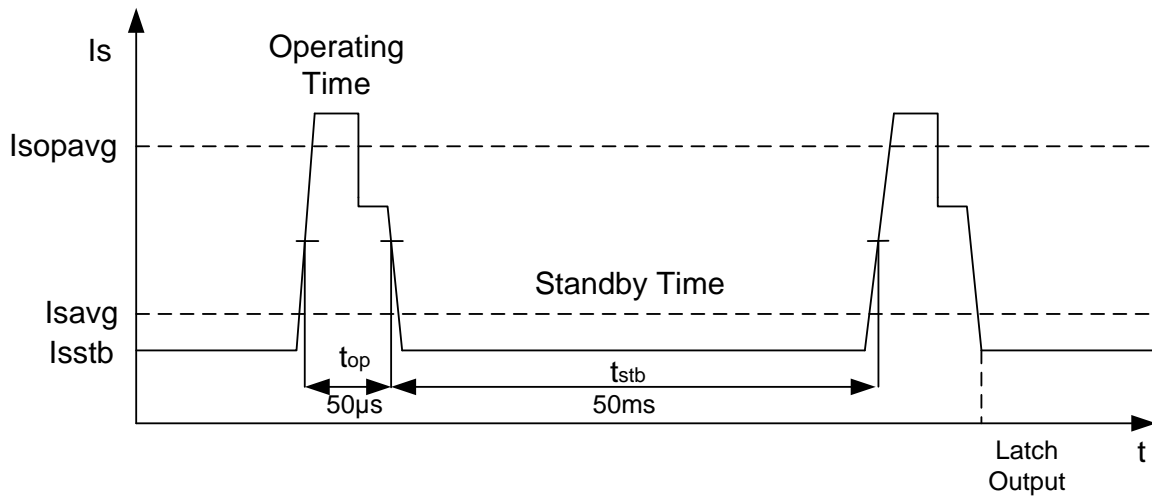 Is
Operating
Time
Isopavg
Standby Time
Isavg
Isstb
top
tstb
50µs
50ms
t
Latch
Output